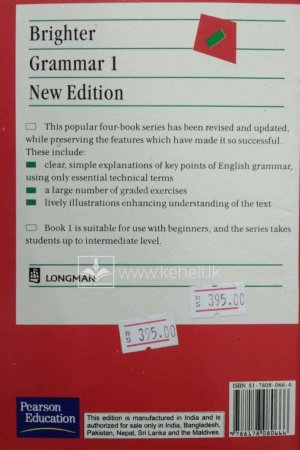 Brighter
Grammar 1
New Edition
This popular four-book series has been revised and updated,
while preserving the features which have made it so successful.
These include:
clear, simple explanations of key points of English grammar,
using only essential technical terms
a large number of graded exercises
lively illustrations enhancing understanding of the text
Book 1 is suitable for use with beginners, and the series takes
students up to intermediate level.
LONGMAN
www.keheli.lk
RS 395.00
RS 395.00
ISBN 81-7808-066-4
Pearson
Education
This edition is manufactured in India and is
authorized for sale only in India, Bangladesh,
Pakistan, Nepal, Sri Lanka and the Maldives.
9 788178 080666